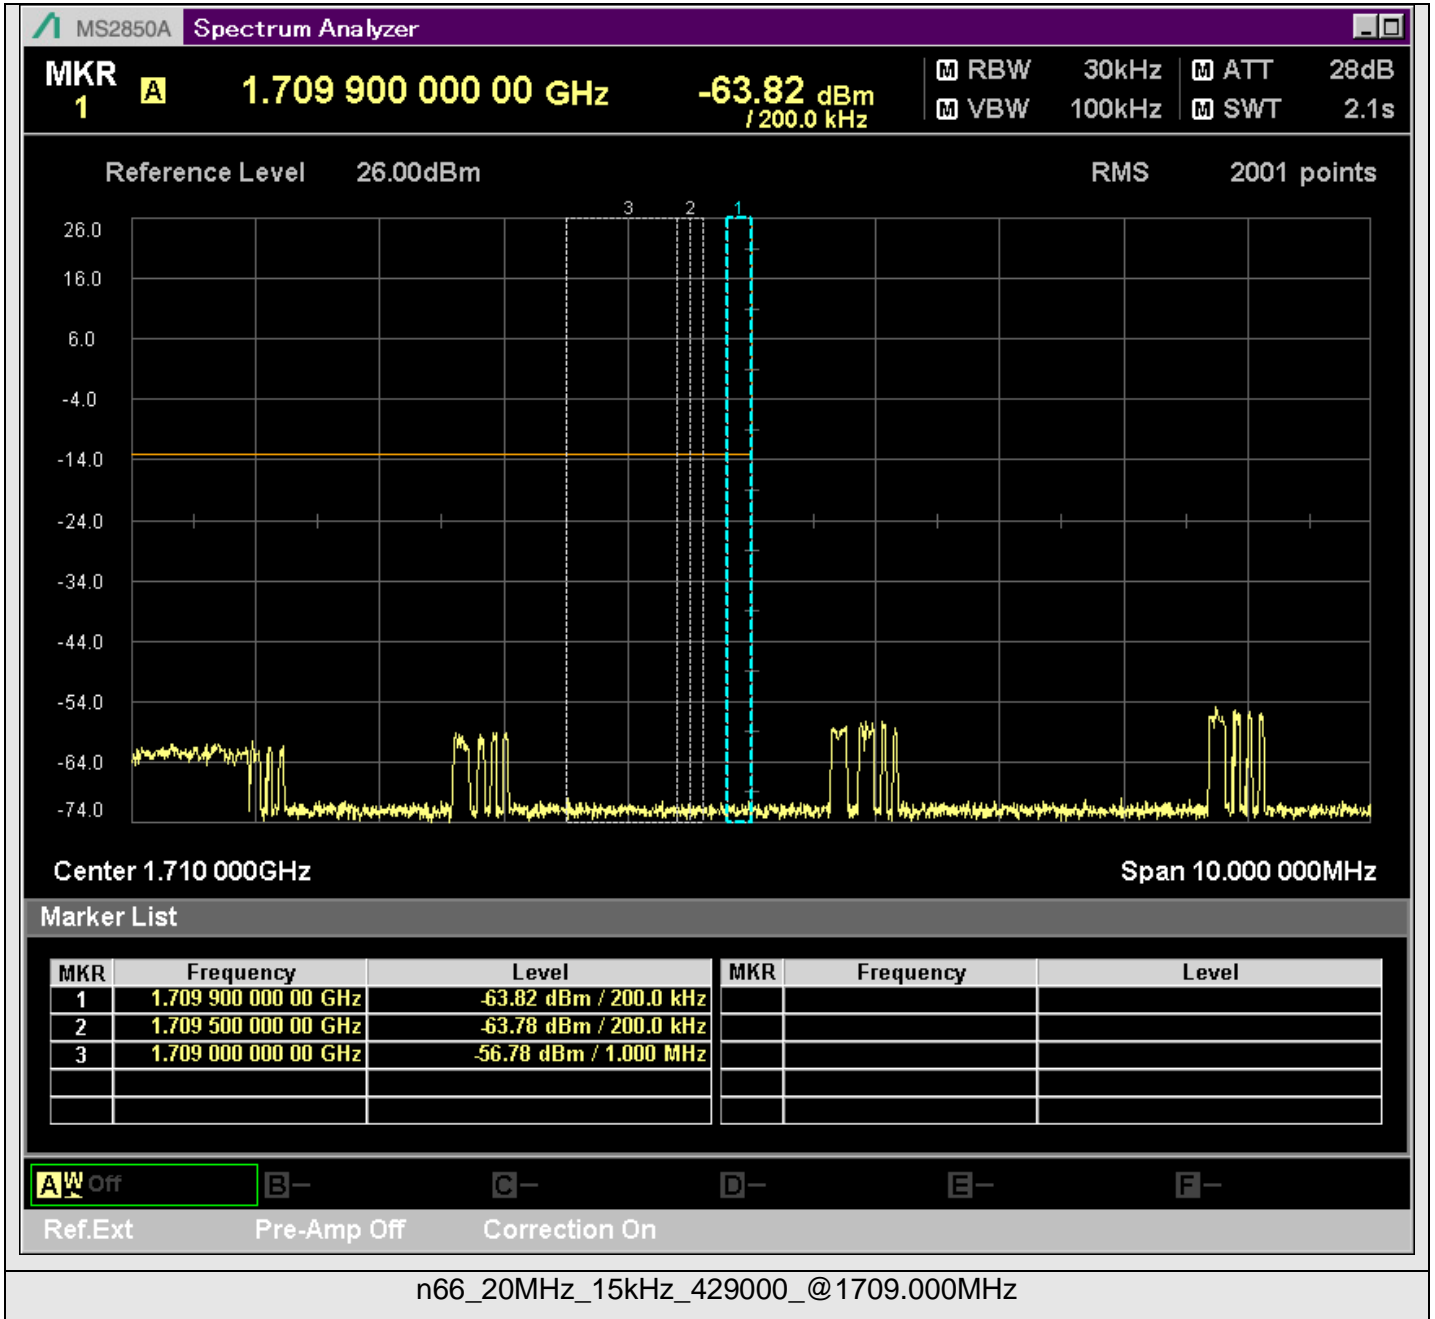 MS2850A Spectrum Analyzer
MKR 1 A 1.709 900 000 00 GHz -63.82 dBm / 200.0 kHz
M RBW 30kHz M ATT 28dB
M VBW 100kHz M SWT 2.1s
Reference Level 26.00dBm RMS 2001 points
3 2 1
26.0
16.0
6.0
-4.0
-14.0
-24.0
-34.0
-44.0
-54.0
-64.0
-74.0
Center 1.710 000GHz Span 10.000 000MHz
Marker List
MKR Frequency Level MKR Frequency Level
1 1.709 900 000 00 GHz -63.82 dBm / 200.0 kHz
2 1.709 500 000 00 GHz -63.78 dBm / 200.0 kHz
3 1.709 000 000 00 GHz -56.78 dBm / 1.000 MHz
A W Off B – C – D – E – F –
Ref.Ext Pre-Amp Off Correction On
n66_20MHz_15kHz_429000_@1709.000MHz